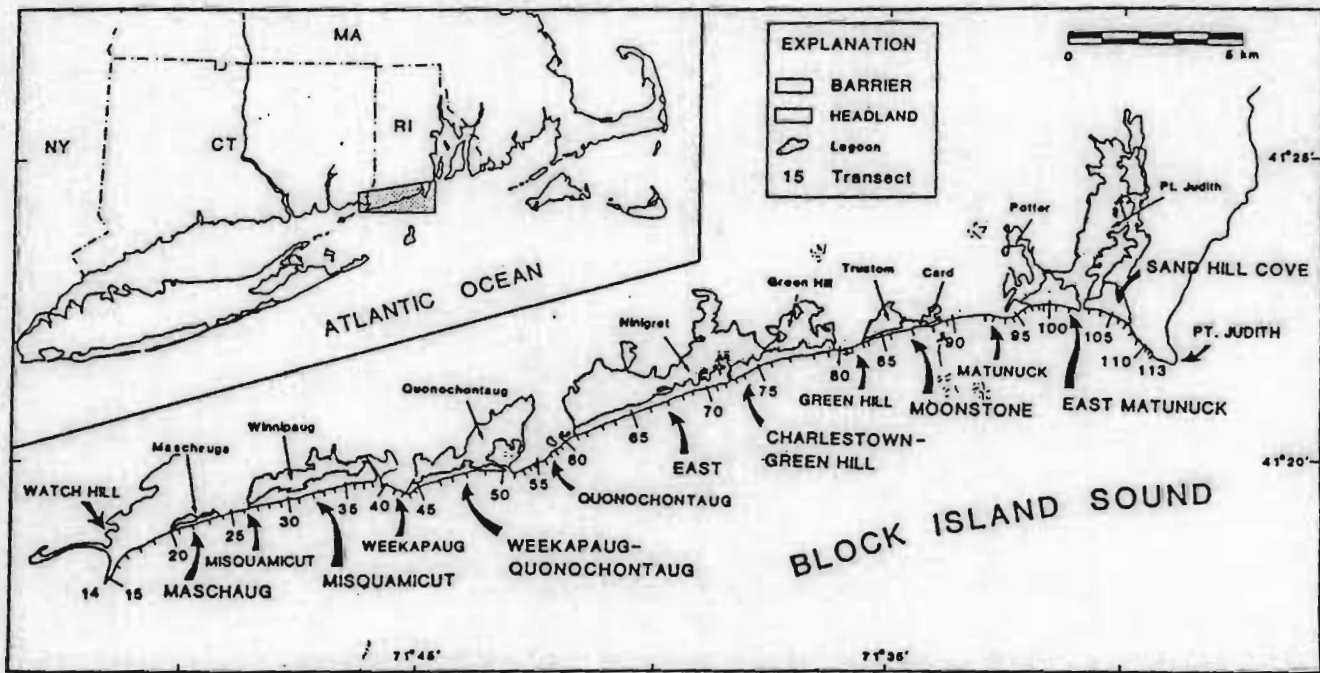 MA
NY
CT
RI
ATLANTIC OCEAN
EXPLANATION
BARRIER
HEADLAND
Lagoon
15 Transect
0 5 km
41°25'
41°20'
71°45'
71°35'
Pt. Judith
Potter
SAND HILL COVE
Card
Trustom
Green Hill
Ninigret
Quonochontaug
Winnipaug
Maschaugs
WATCH HILL
PT. JUDITH
14
15
20
25
30
35
40
45
50
55
60
65
70
75
80
85
90
95
100
105
110
113
MASCHAUG
MISQUAMICUT
MISQUAMICUT
WEEKAPAUG
WEEKAPAUG-
QUONOCHONTAUG
QUONOCHONTAUG
EAST
CHARLESTOWN-
GREEN HILL
GREEN HILL
MOONSTONE
MATUNUCK
EAST MATUNUCK
BLOCK ISLAND SOUND